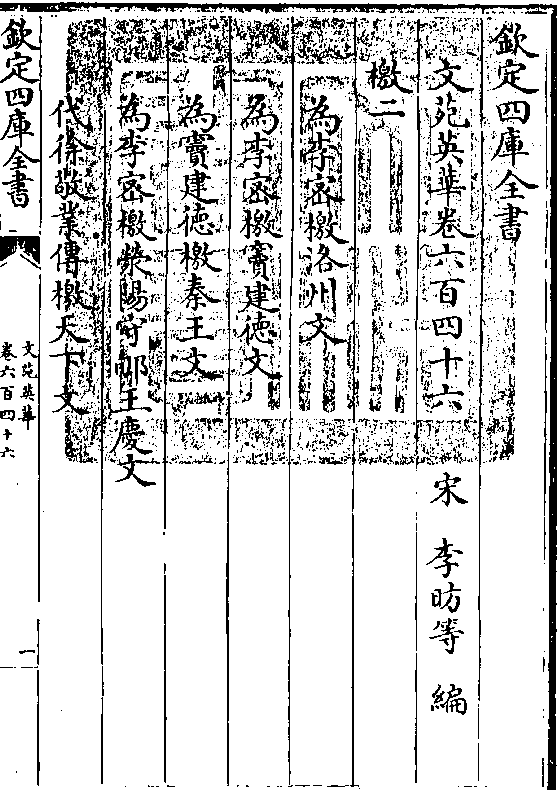 欽定四庫全書
文苑英華卷六百四十六　宋　李昉等　編
檄二
為李密檄洛州文
為李密檄竇建德文
為竇建德檄秦王文
為李密檄滎陽守郇王慶文
代徐敬業傳檄天下文
欽定四庫全書
文苑英華
卷六百四十六
一